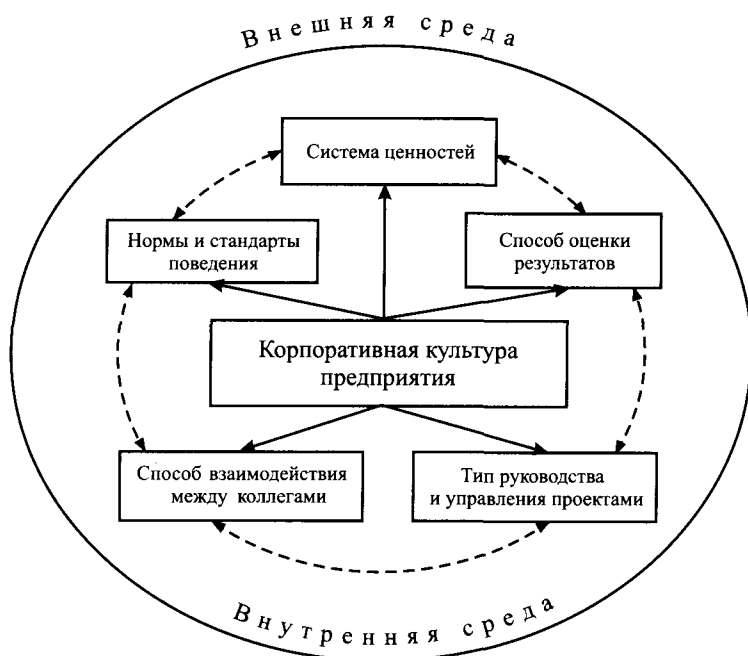 Внешняя среда
Система ценностей
Нормы и стандарты
поведения
Способ оценки
результатов
Корпоративная культура
предприятия
Способ взаимодействия
между коллегами
Тип руководства
и управления проектами
Внутренняя среда